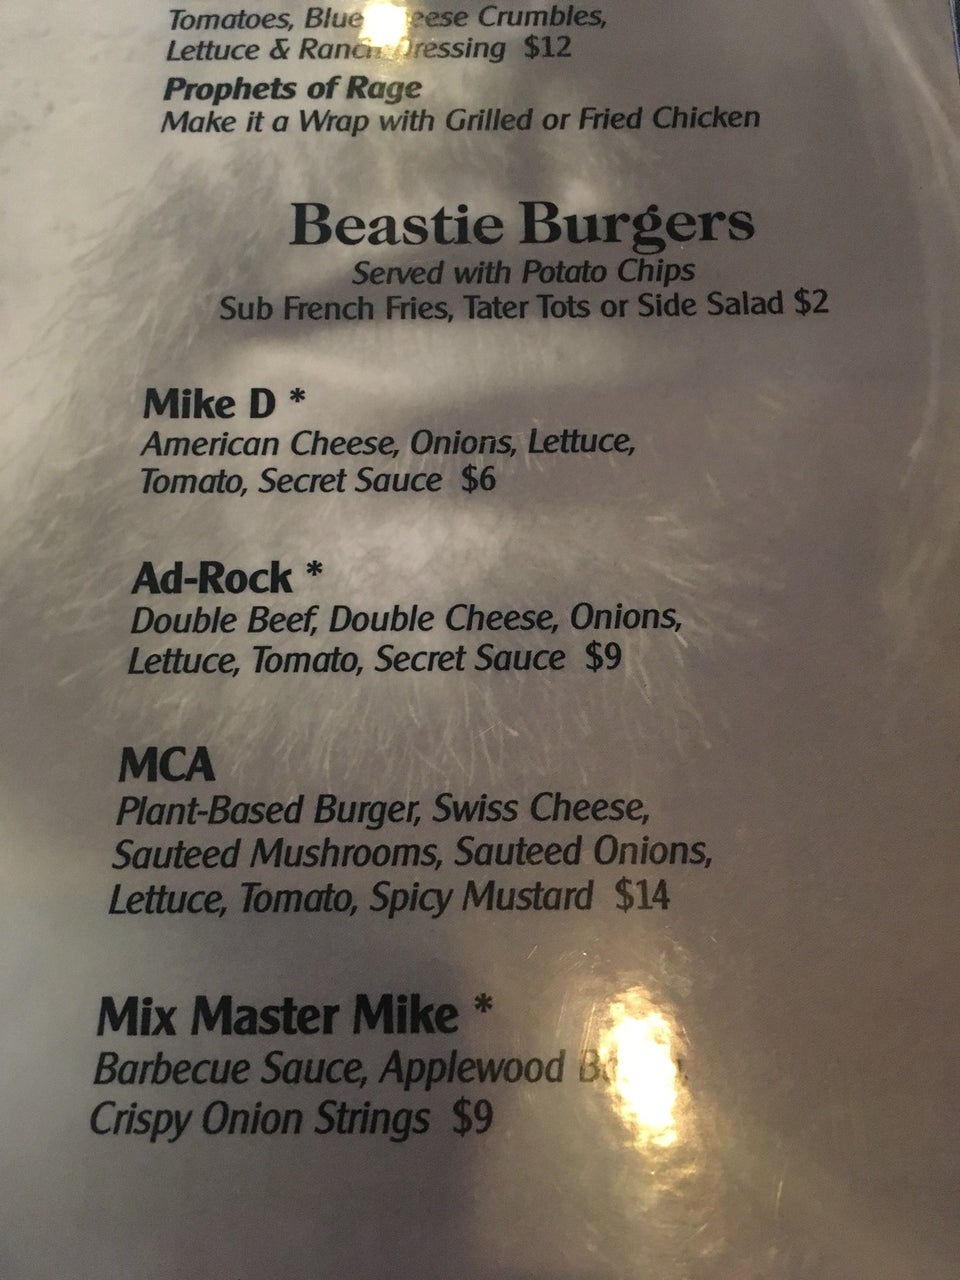 Tomatoes, Blue Cheese Crumbles,
Lettuce & Ranch Dressing $12
Prophets of Rage
Make it a Wrap with Grilled or Fried Chicken
Beastie Burgers
Served with Potato Chips
Sub French Fries, Tater Tots or Side Salad $2
Mike D *
American Cheese, Onions, Lettuce,
Tomato, Secret Sauce $6
Ad-Rock *
Double Beef, Double Cheese, Onions,
Lettuce, Tomato, Secret Sauce $9
MCA
Plant-Based Burger, Swiss Cheese,
Sauteed Mushrooms, Sauteed Onions,
Lettuce, Tomato, Spicy Mustard $14
Mix Master Mike *
Barbecue Sauce, Applewood
Crispy Onion Strings $9